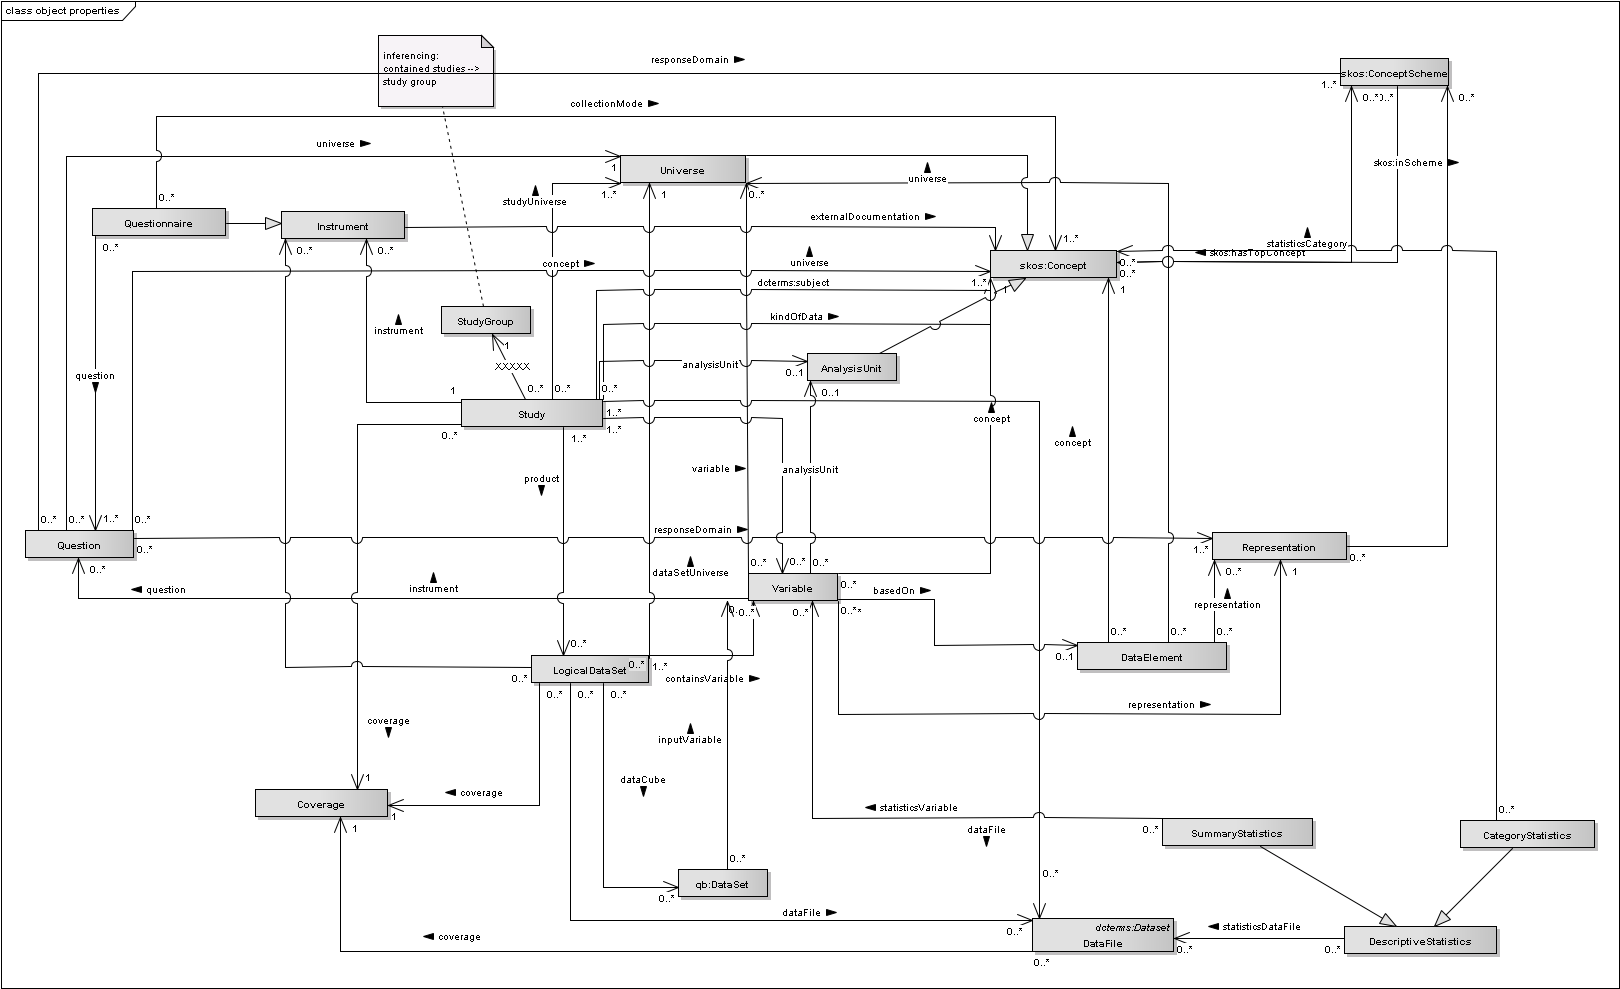 class object properties
inferencing:
contained studies -->
study group
responseDomain
skos:ConceptScheme
1..*
0..*
0..*
0..*
collectionMode
universe
1
Universe
1..*
1
0..*
universe
skos:inScheme
studyUniverse
0..*
Questionnaire
0..*
Instrument
0..*
0..*
externalDocumentation
1..*
statisticsCategory
skos:hasTopConcept
concept
universe
skos:Concept
0..*
0..*
1..*
1
1
dcterms:subject
StudyGroup
1
kindOfData
instrument
XXXXX
analysisUnit
0..1
AnalysisUnit
0..1
question
1
0..*
0..*
0..*
Study
1..*
1..*
0..*
1..*
concept
concept
variable
analysisUnit
product
0..*
0..*
1..*
0..*
Question
0..*
0..*
responseDomain
1..*
Representation
0..*
0..*
1
0..*
0..*
0..*
dataSetUniverse
Variable
0..*
0..*
0..*
0..*
basedOn
question
instrument
representation
0..*
0..*
0..*
0..1
DataElement
0..*
LogicalDataSet
0..*
1..*
0..*
0..*
0..*
0..*
containsVariable
representation
coverage
inputVariable
dataCube
1
Coverage
1
1
coverage
statisticsVariable
dataFile
0..*
SummaryStatistics
0..*
CategoryStatistics
0..*
qb:DataSet
0..*
0..*
dataFile
0..*
dcterms:Dataset
DataFile
0..*
0..*
statisticsDataFile
0..*
DescriptiveStatistics
coverage